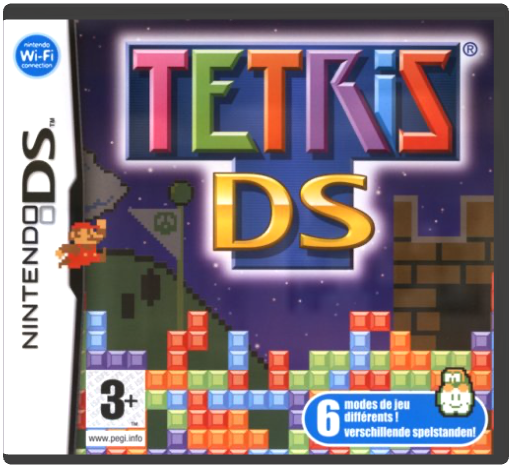 nintendo
Wi-Fi
connection
NINTENDO DS™
TETRIS®
DS
3+
™
www.pegi.info
6
modes de jeu
différents !
verschillende spelstanden!